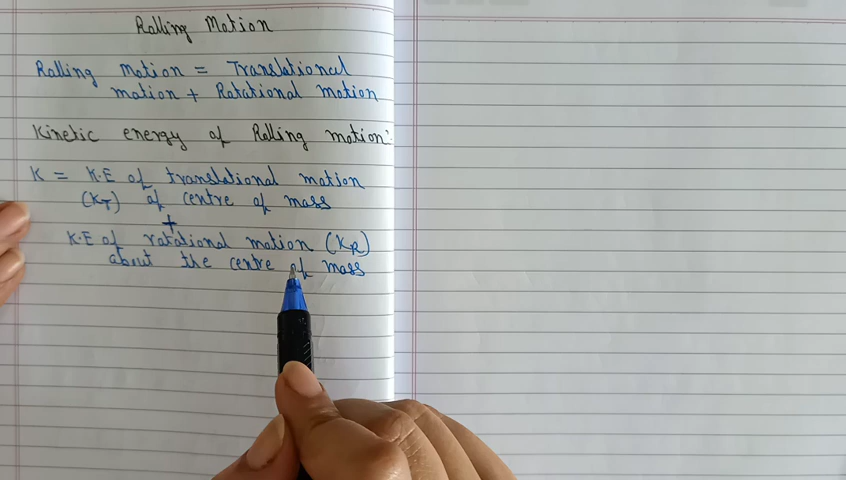 Rolling Motion
Rolling Motion = Translational
motion + Rotational motion
Kinetic energy of Rolling motion:
K = K.E of translational motion
(KT) of centre of mass
+
K.E of rotational motion (KR)
about the centre of mass